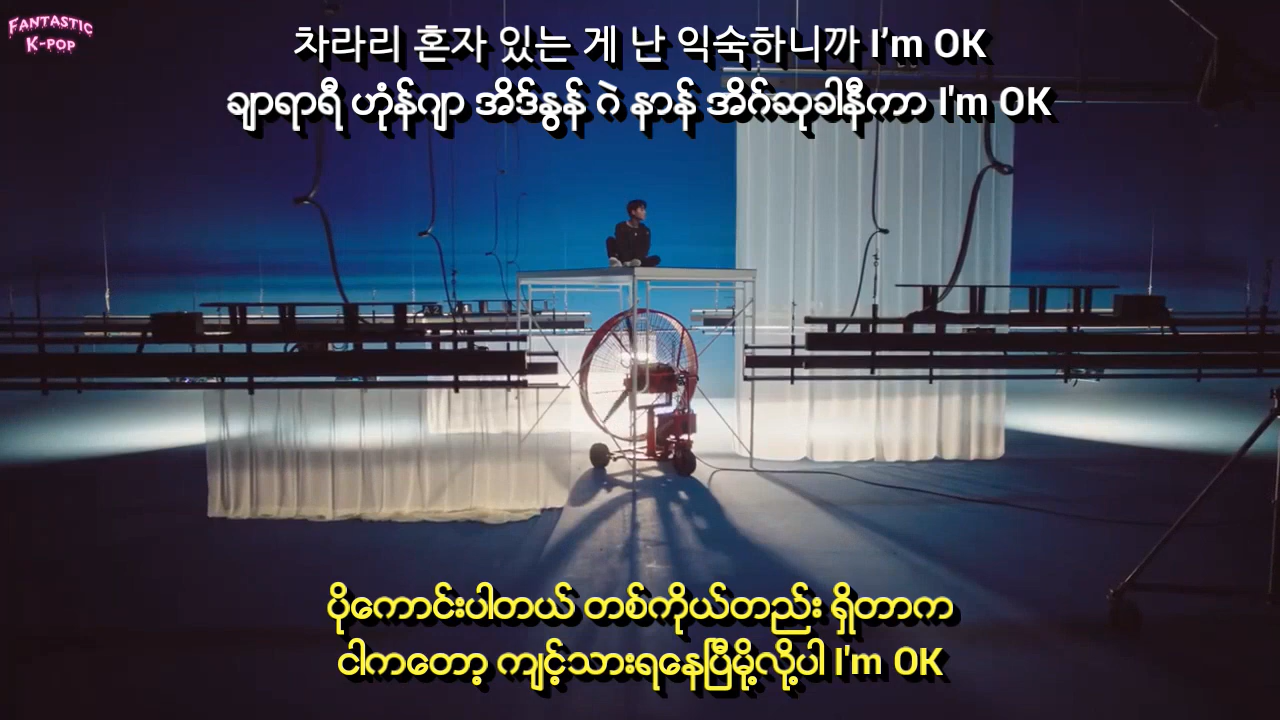 FANTASTIC
K-POP
차라리 혼자 있는 게 난 익숙하니까 I'm OK
ချာရာရီ ဟုံန်ဂျာ အိဒ်နွန် ဂဲ နာန် အိဂ်ဆုခါနီကာ I'm OK
ပိုကောင်းပါတယ် တစ်ကိုယ်တည်း ရှိတာက
ငါကတော့ ကျင့်သားရနေပြီမို့လို့ပါ I'm OK